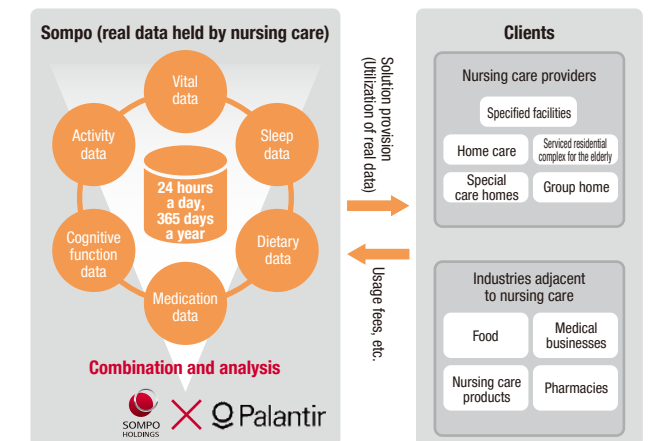 Sompo (real data held by nursing care)
Vital
data
Activity
data
Sleep
data
24 hours
a day,
365 days
a year
Cognitive
function
data
Dietary
data
Medication
data
Combination and analysis
SOMPO
HOLDINGS
Palantir
Solution provision
(Utilization of real data)
Usage fees, etc.
Clients
Nursing care providers
Specified facilities
Home care
Serviced residential
complex for the elderly
Special
care homes
Group home
Industries adjacent
to nursing care
Food
Medical
businesses
Nursing care
products
Pharmacies